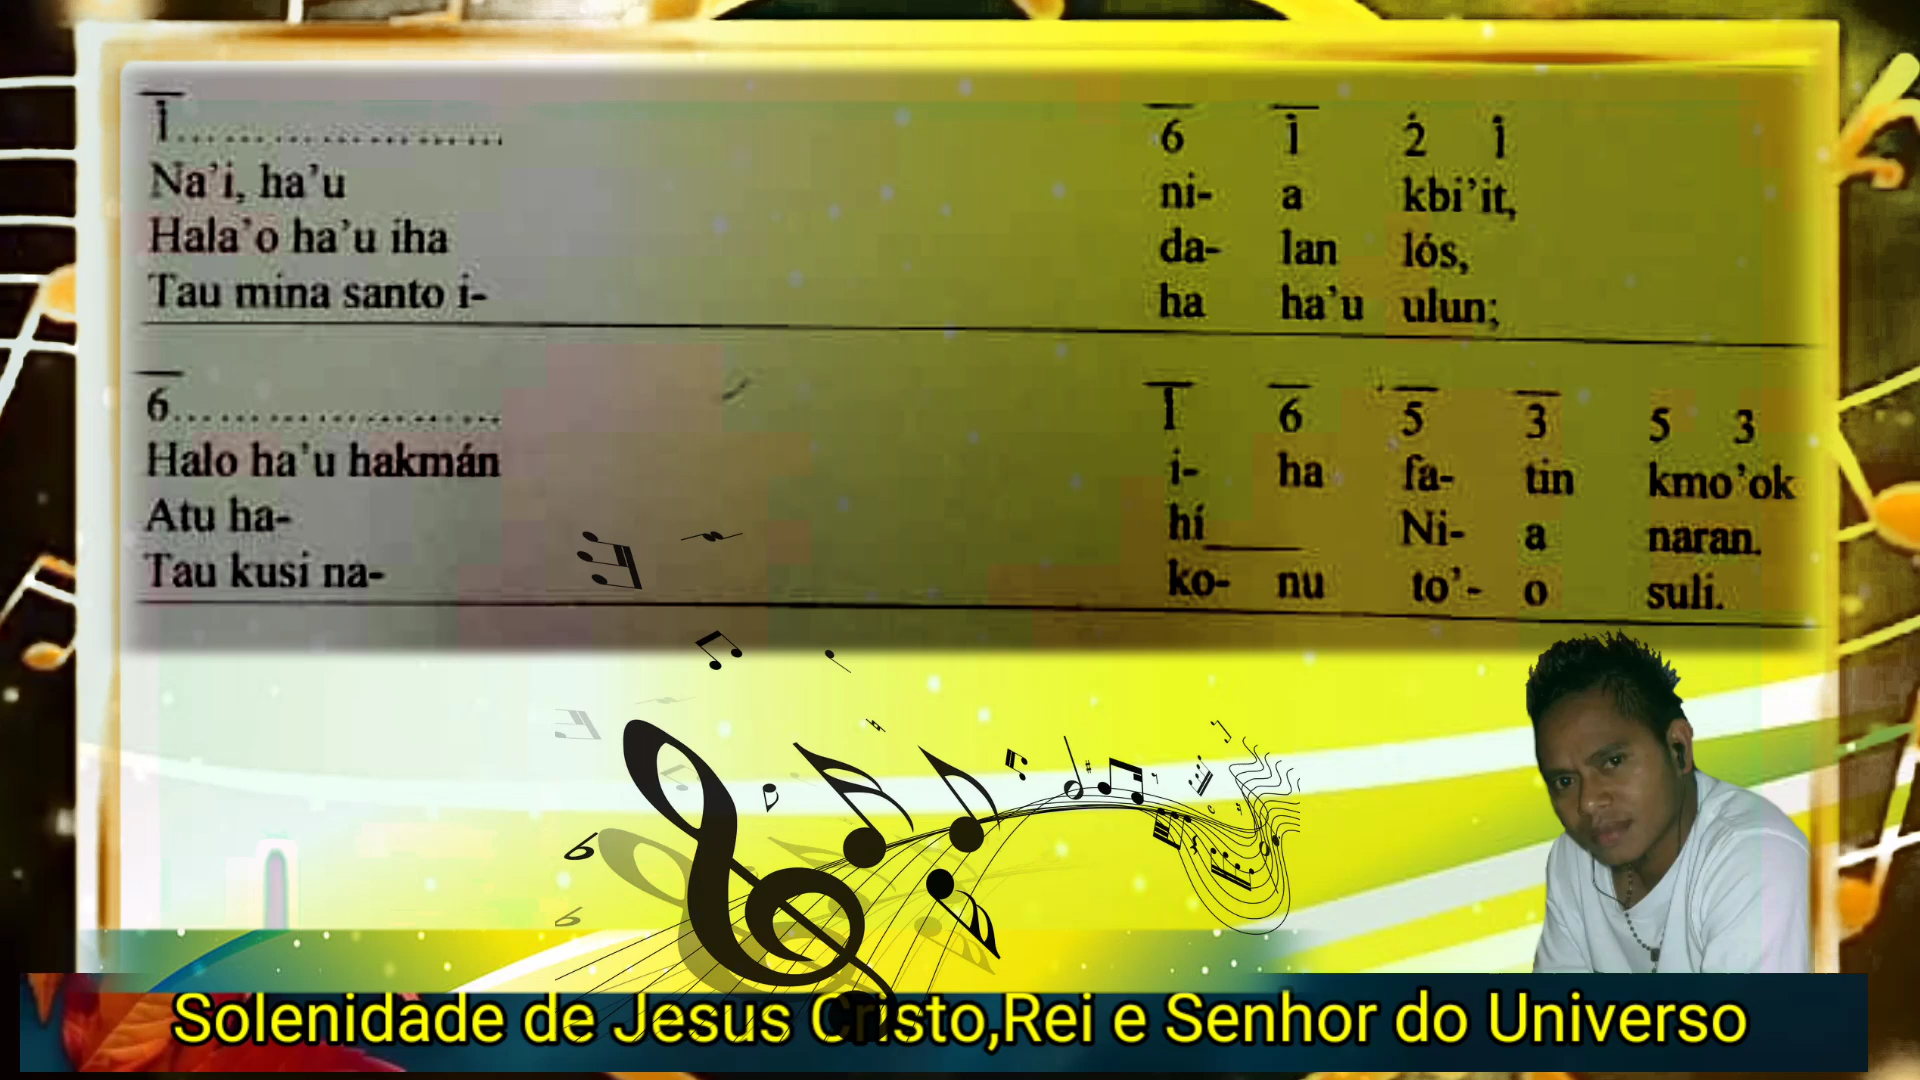 1........................ 6 1 2 1
Na'i, ha'u ni- a kbi'it,
Hala'o ha'u iha da- lan lós,
Tau mina santo i- ha ha'u ulun;
6........................ 1 6 5 3 5 3
Halo ha'u hakmán i- ha fa- tin kmo'ok
Atu ha- hí____ Ni- a naran.
Tau kusi na- ko- nu to'- o suli.
Solenidade de Jesus Cristo,Rei e Senhor do Universo